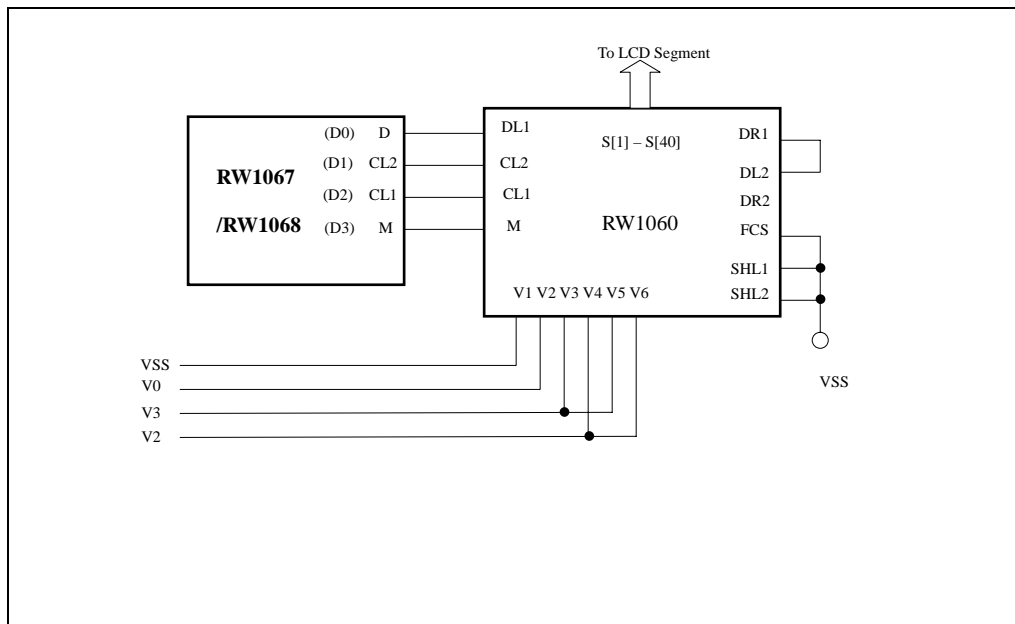 To LCD Segment
(D0) D
(D1) CL2
(D2) CL1
(D3) M
RW1067
/RW1068
DL1
CL2
CL1
M
S[1] – S[40]
RW1060
DR1
DL2
DR2
FCS
SHL1
SHL2
V1 V2 V3 V4 V5 V6
VSS
V0
V3
V2
VSS